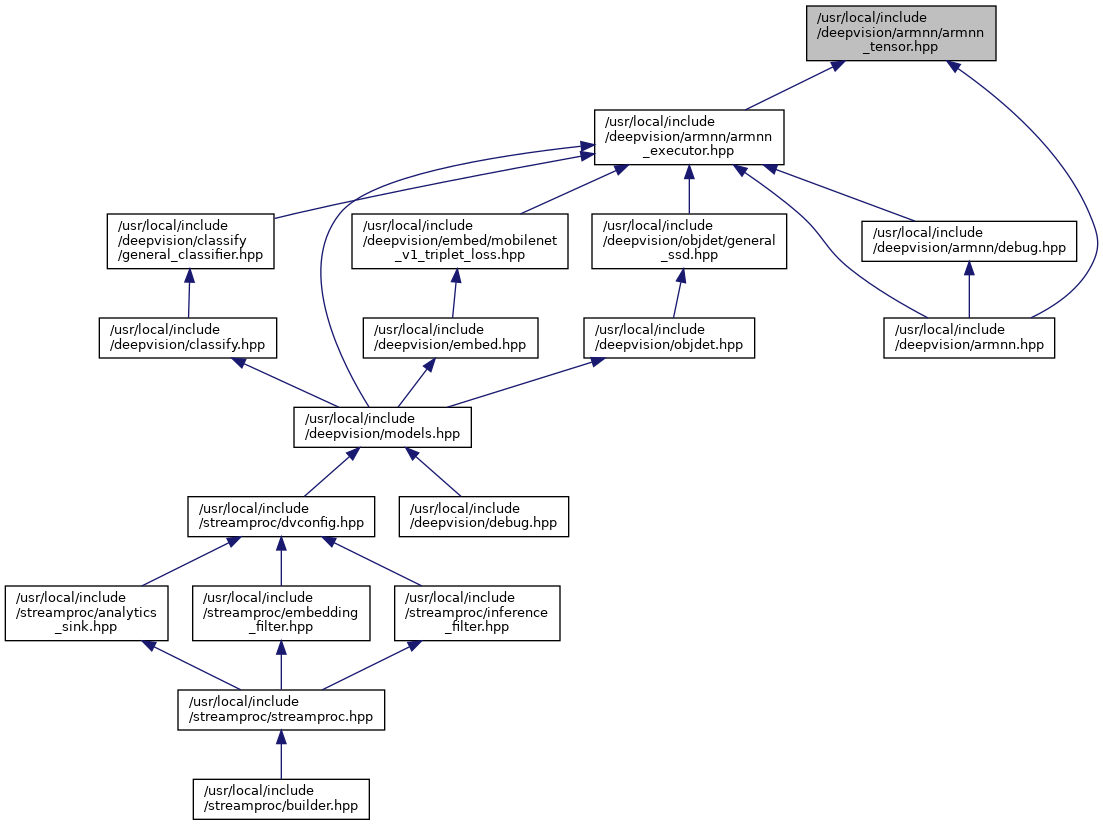 /usr/local/include
/deepvision/armnn/armnn
_tensor.hpp
/usr/local/include
/deepvision/armnn/armnn
_executor.hpp
/usr/local/include
/deepvision/classify
/general_classifier.hpp
/usr/local/include
/deepvision/embed/mobilenet
_v1_triplet_loss.hpp
/usr/local/include
/deepvision/objdet/general
_ssd.hpp
/usr/local/include
/deepvision/armnn/debug.hpp
/usr/local/include
/deepvision/classify.hpp
/usr/local/include
/deepvision/embed.hpp
/usr/local/include
/deepvision/objdet.hpp
/usr/local/include
/deepvision/armnn.hpp
/usr/local/include
/deepvision/models.hpp
/usr/local/include
/streamproc/dvconfig.hpp
/usr/local/include
/deepvision/debug.hpp
/usr/local/include
/streamproc/analytics
_sink.hpp
/usr/local/include
/streamproc/embedding
_filter.hpp
/usr/local/include
/streamproc/inference
_filter.hpp
/usr/local/include
/streamproc/streamproc.hpp
/usr/local/include
/streamproc/builder.hpp